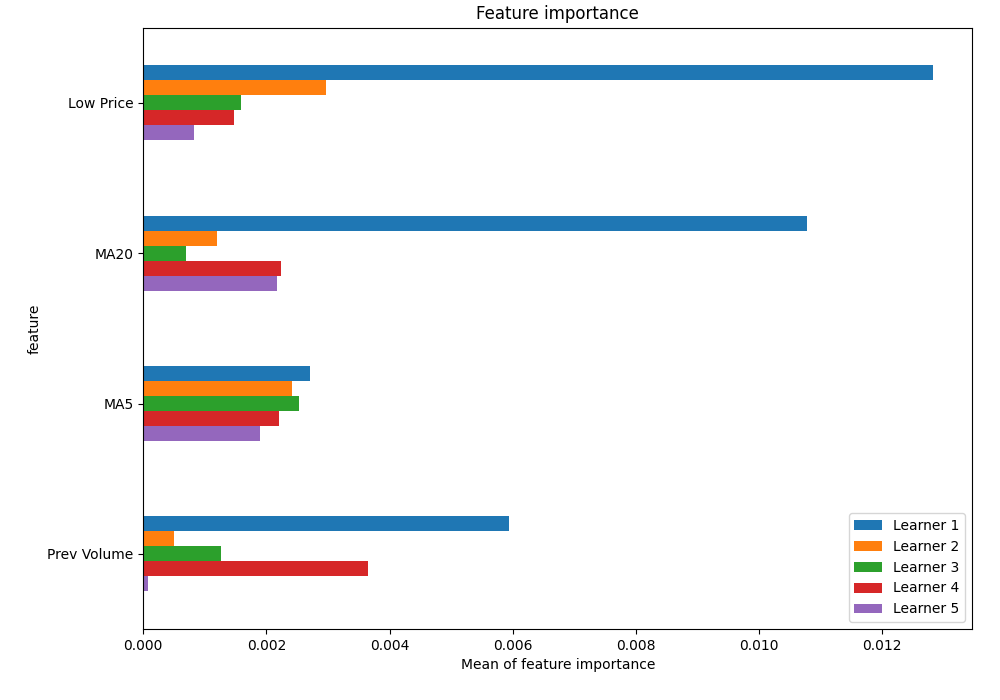 Feature importance
feature
Low Price
MA20
MA5
Prev Volume
Learner 1
Learner 2
Learner 3
Learner 4
Learner 5
0.000 0.002 0.004 0.006 0.008 0.010 0.012
Mean of feature importance